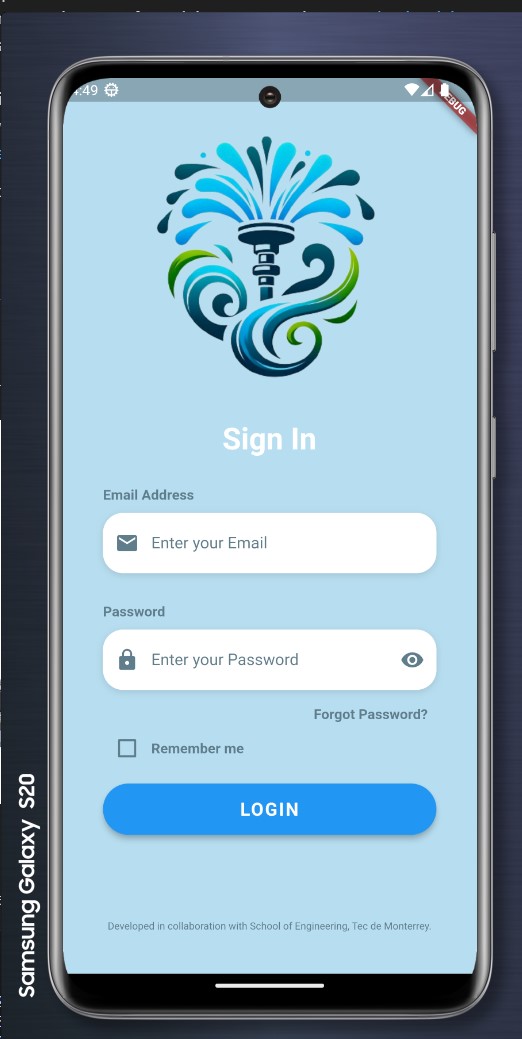 :49
DEBUG
Sign In
Email Address
Enter your Email
Password
Enter your Password
Forgot Password?
Remember me
LOGIN
Developed in collaboration with School of Engineering, Tec de Monterrey.
Samsung Galaxy S20